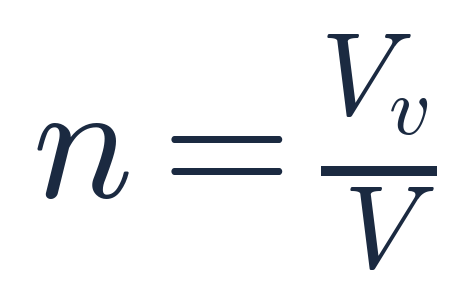 n = V_v / V